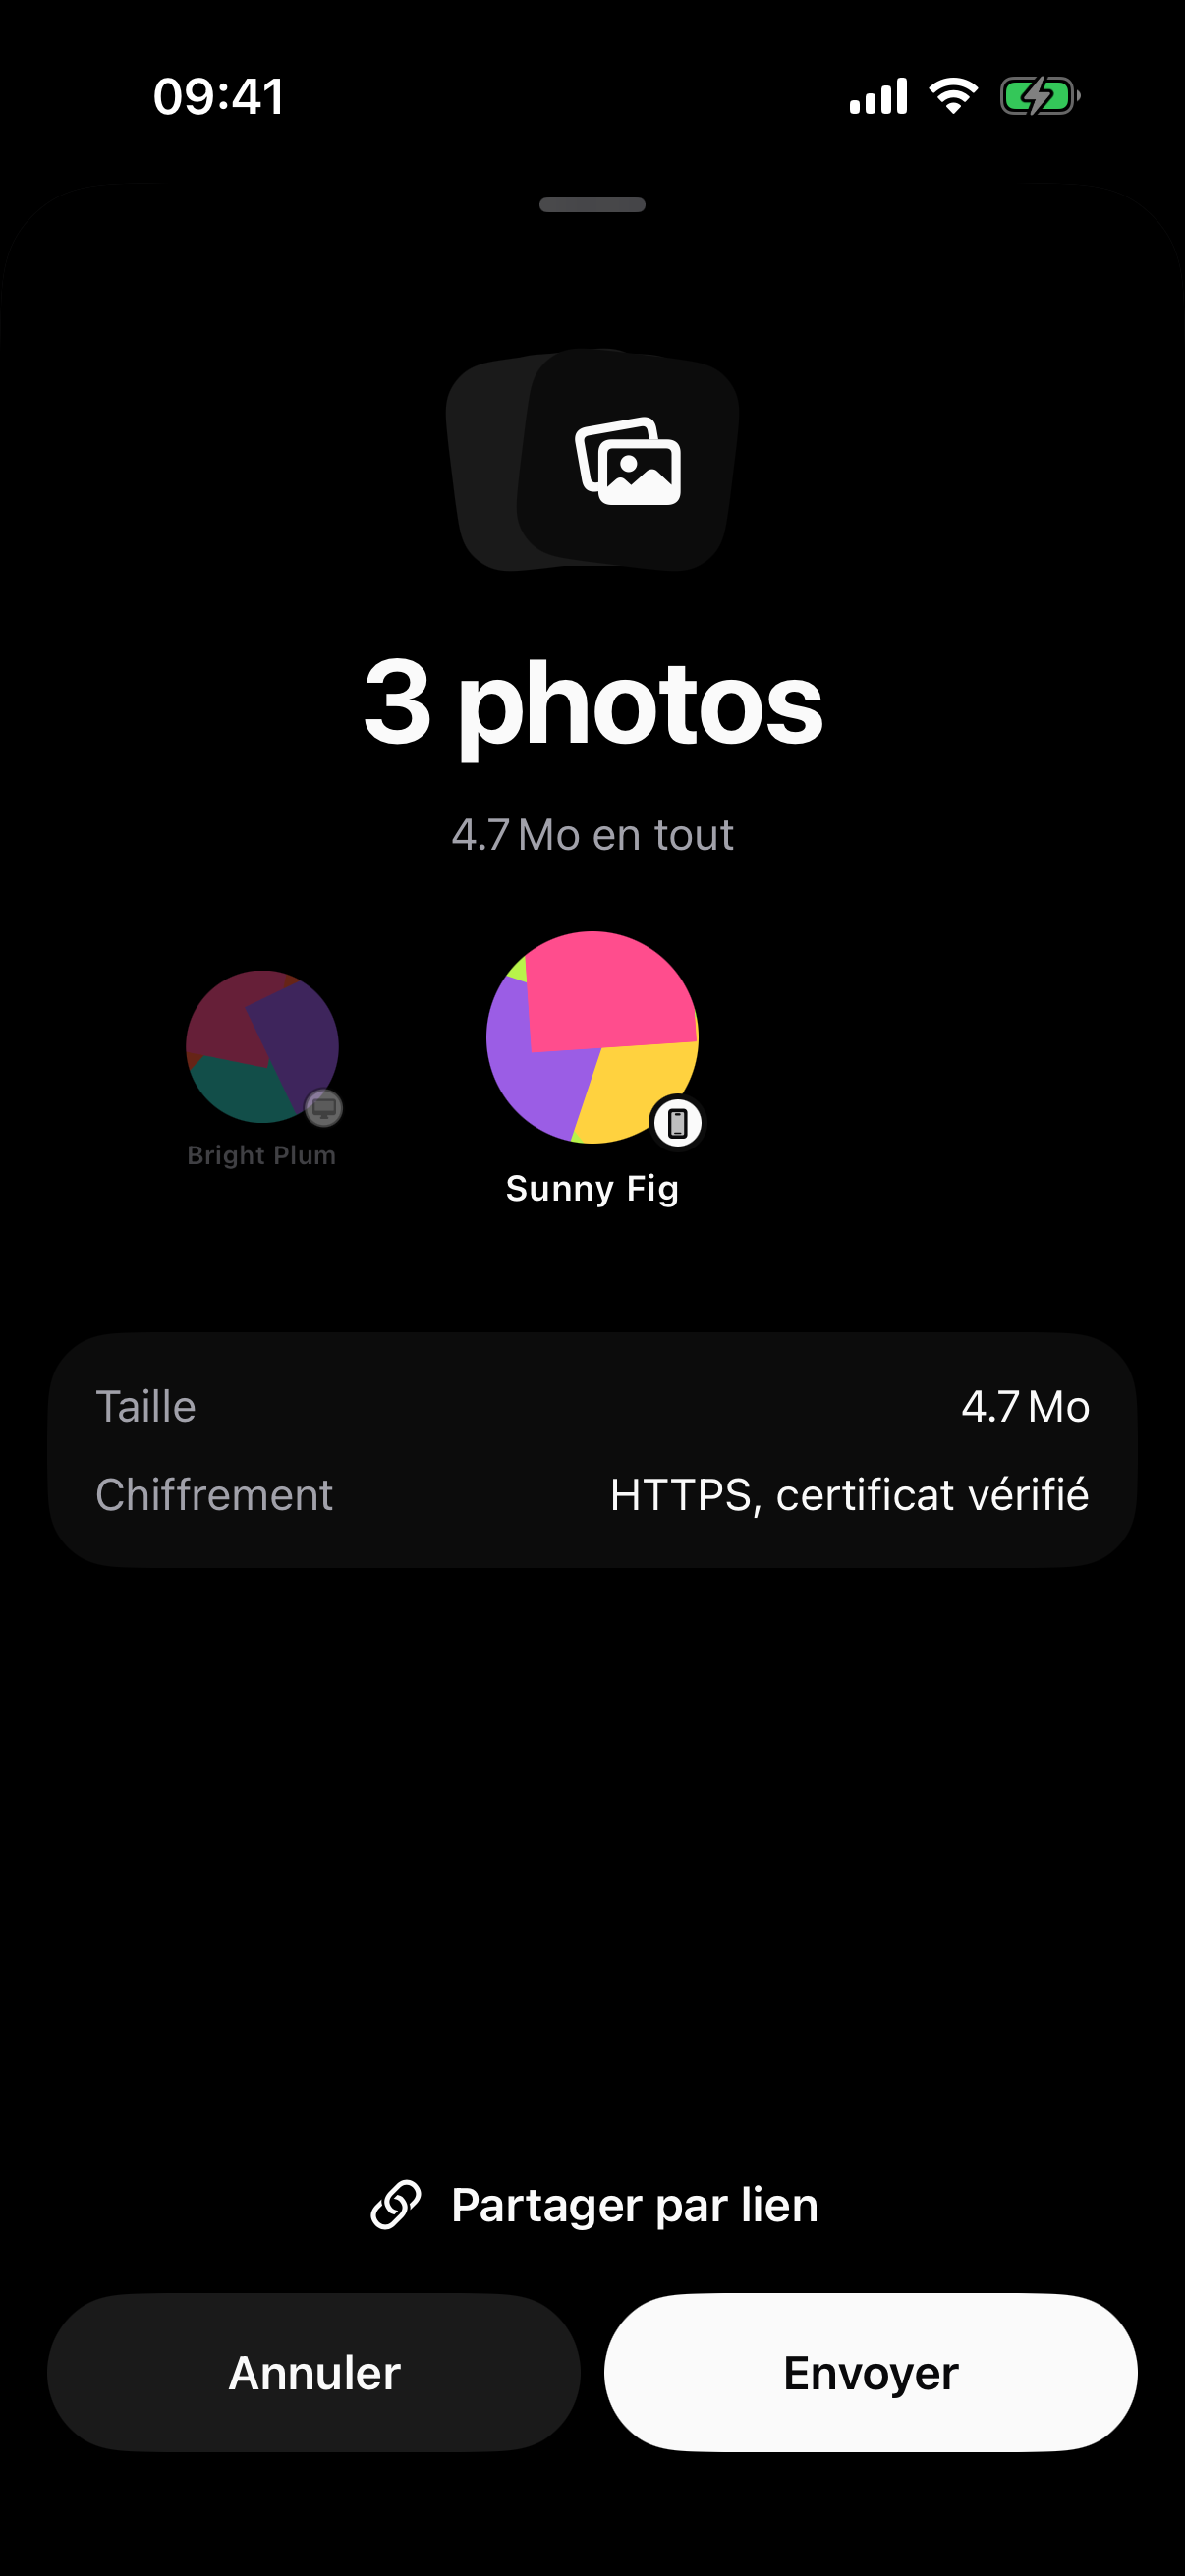 09:41
3 photos
4.7 Mo en tout
Bright Plum
Sunny Fig
Taille
4.7 Mo
Chiffrement
HTTPS, certificat vérifié
Partager par lien
Annuler
Envoyer